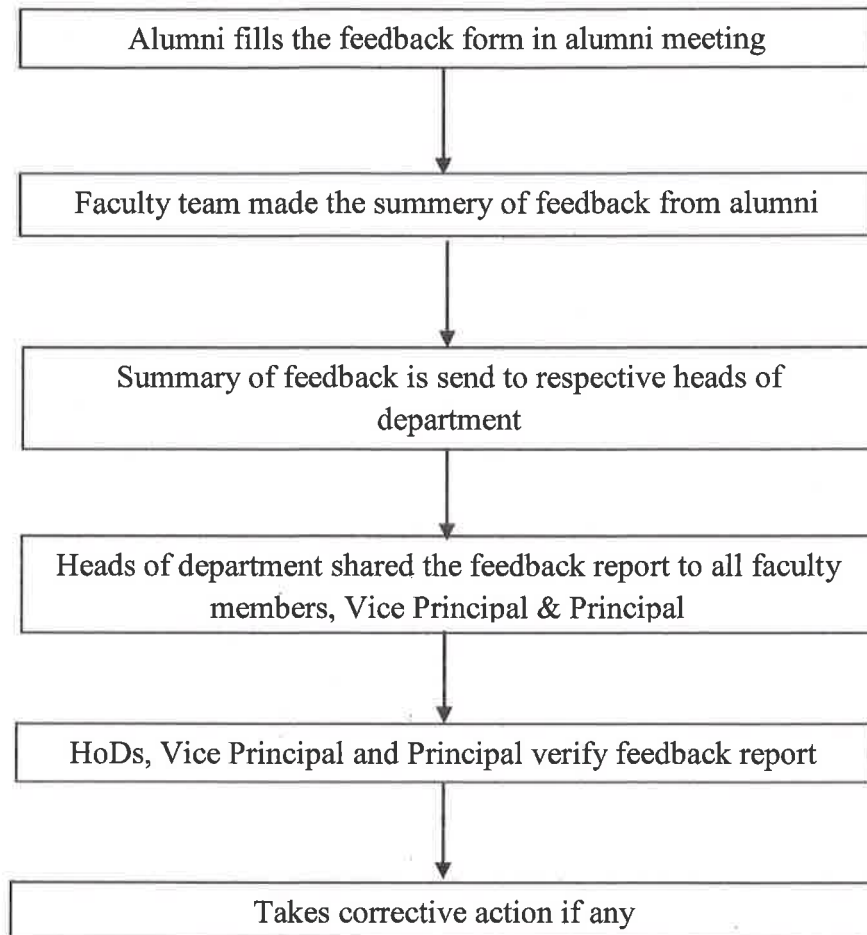 Alumni fills the feedback form in alumni meeting
Faculty team made the summery of feedback from alumni
Summary of feedback is send to respective heads of
department
Heads of department shared the feedback report to all faculty
members, Vice Principal & Principal
HoDs, Vice Principal and Principal verify feedback report
Takes corrective action if any